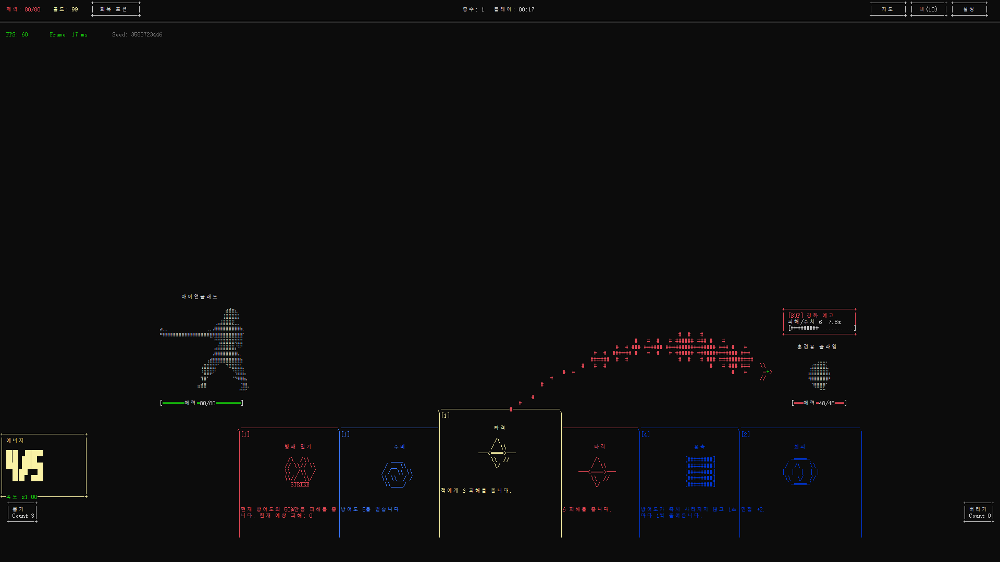 체력: 80/80 골드: 99 회복 포션 층수: 1 플레이: 00:17 지도 덱(10) 설정
FPS: 60 Frame: 17 ms Seed: 3583723446
아이언클래드
[BUF] 강화 예고
피해/수치 6 7.8s
[#########...........]
훈련용 슬라임
체력 80/80
체력 48/48
에너지
속도 x1.00
뽑기
Count 3
[1]
방패 밀기
STRIKE
현재 방어도의 50%만큼 피해를 줍
니다. 현재 예상 피해: 0
[1]
수비
방어도 5를 얻습니다.
[1]
타격
적에게 6 피해를 줍니다.
타격
6 피해를 줍니다.
[4]
방어도가 즉시 사라지지 않고 1초
마다 1씩 줄어듭니다.
[2]
회피
민첩 +2.
버리기
Count 0